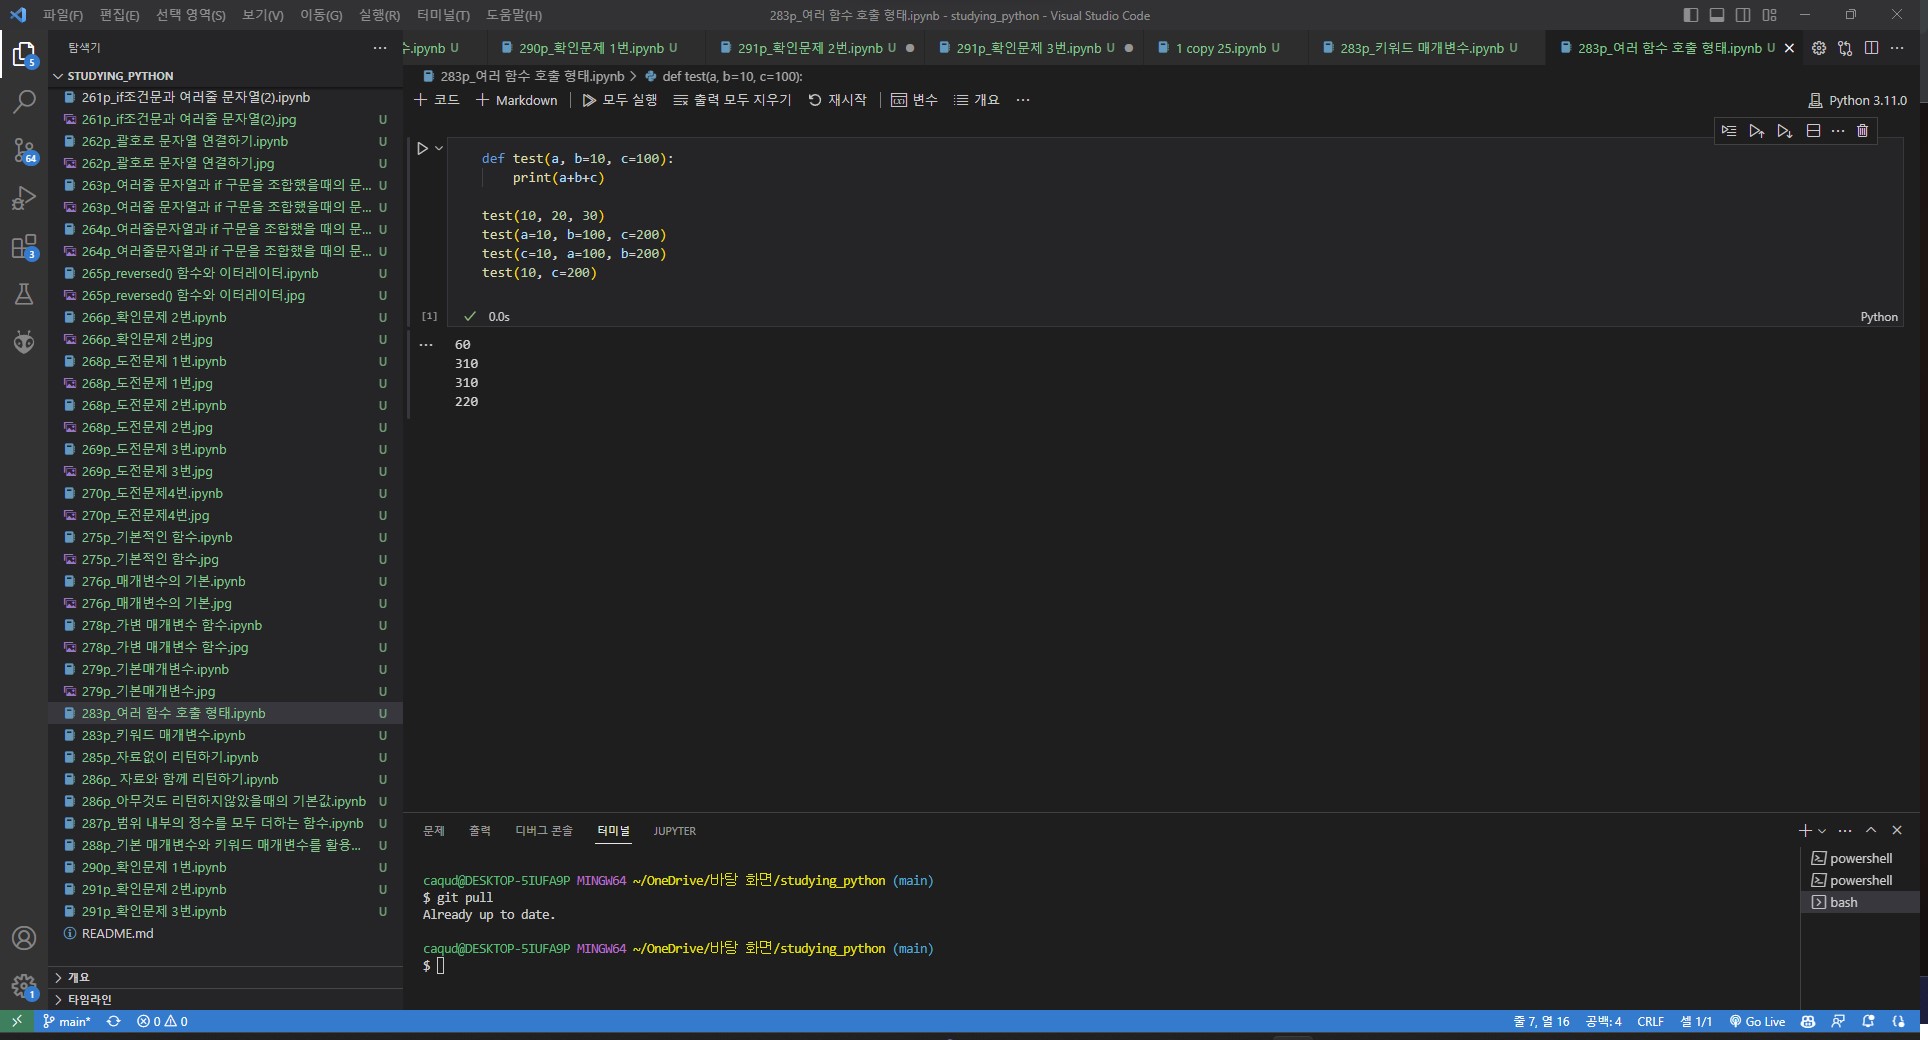 파일(F) 편집(E) 선택 영역(S) 보기(V) 이동(G) 실행(R) 터미널(T) 도움말(H)
283p_여러 함수 호출 형태.ipynb - studying_python - Visual Studio Code
탐색기
수.ipynb U
290p_확인문제 1번.ipynb U
291p_확인문제 2번.ipynb U
291p_확인문제 3번.ipynb U
1 copy 25.ipynb U
283p_키워드 매개변수.ipynb U
283p_여러 함수 호출 형태.ipynb U
STUDYING_PYTHON
283p_여러 함수 호출 형태.ipynb > def test(a, b=10, c=100):
코드 Markdown 모두 실행 출력 모두 지우기 재시작 변수 개요 ···
Python 3.11.0
261p_if조건문과 여러줄 문자열(2).ipynb
261p_if조건문과 여러줄 문자열(2).jpg U
262p_괄호로 문자열 연결하기.ipynb U
262p_괄호로 문자열 연결하기.jpg U
263p_여러줄 문자열과 if 구문을 조합했을때의 문... U
263p_여러줄 문자열과 if 구문을 조합했을때의 문... U
264p_여러줄문자열과 if 구문을 조합했을 때의 문... U
264p_여러줄문자열과 if 구문을 조합했을 때의 문... U
265p_reversed() 함수와 이터레이터.ipynb U
265p_reversed() 함수와 이터레이터.jpg U
266p_확인문제 2번.ipynb U
266p_확인문제 2번.jpg U
268p_도전문제 1번.ipynb U
268p_도전문제 1번.jpg U
268p_도전문제 2번.ipynb U
268p_도전문제 2번.jpg U
269p_도전문제 3번.ipynb U
269p_도전문제 3번.jpg U
270p_도전문제4번.ipynb U
270p_도전문제4번.jpg U
275p_기본적인 함수.ipynb U
275p_기본적인 함수.jpg U
276p_매개변수의 기본.ipynb U
276p_매개변수의 기본.jpg U
278p_가변 매개변수 함수.ipynb U
278p_가변 매개변수 함수.jpg U
279p_기본매개변수.ipynb U
279p_기본매개변수.jpg U
283p_여러 함수 호출 형태.ipynb U
283p_키워드 매개변수.ipynb U
285p_자료없이 리턴하기.ipynb U
286p_ 자료와 함께 리턴하기.ipynb U
286p_아무것도 리턴하지않았을때의 기본값.ipynb U
287p_범위 내부의 정수를 모두 더하는 함수.ipynb U
288p_기본 매개변수와 키워드 매개변수를 활용... U
290p_확인문제 1번.ipynb U
291p_확인문제 2번.ipynb U
291p_확인문제 3번.ipynb U
README.md
개요
타임라인
5
64
3
1
def test(a, b=10, c=100):
print(a+b+c)
test(10, 20, 30)
test(a=10, b=100, c=200)
test(c=10, a=100, b=200)
test(10, c=200)
[1] 0.0s
Python
60
310
310
220
문제 출력 디버그 콘솔 터미널 JUPYTER
caqud@DESKTOP-5IUFA9P MINGW64 ~/OneDrive/바탕 화면/studying_python (main)
$ git pull
Already up to date.
caqud@DESKTOP-5IUFA9P MINGW64 ~/OneDrive/바탕 화면/studying_python (main)
$
powershell
powershell
bash
main* 0 0 줄 7, 열 16 공백: 4 CRLF 셀 1/1 Go Live